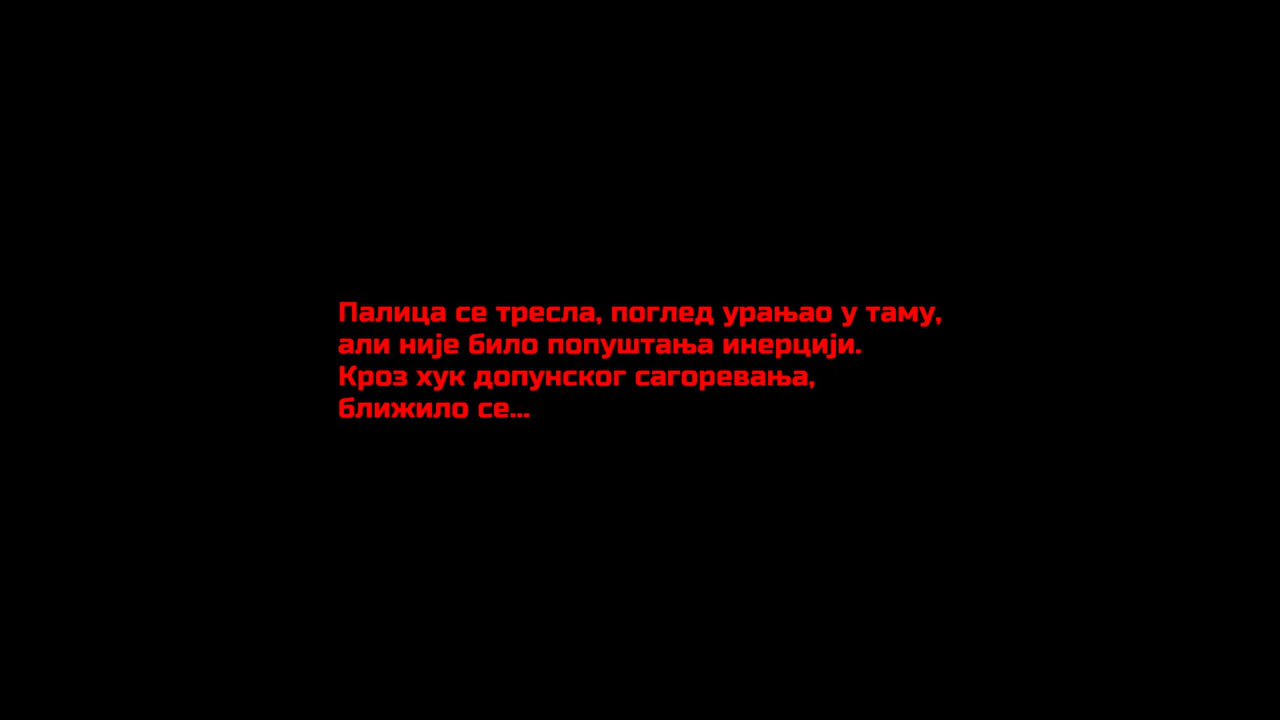 Палица се тресла, поглед урањао у таму,
али није било попуштања инерцији.
Кроз хук допунског сагоревања,
ближило се...